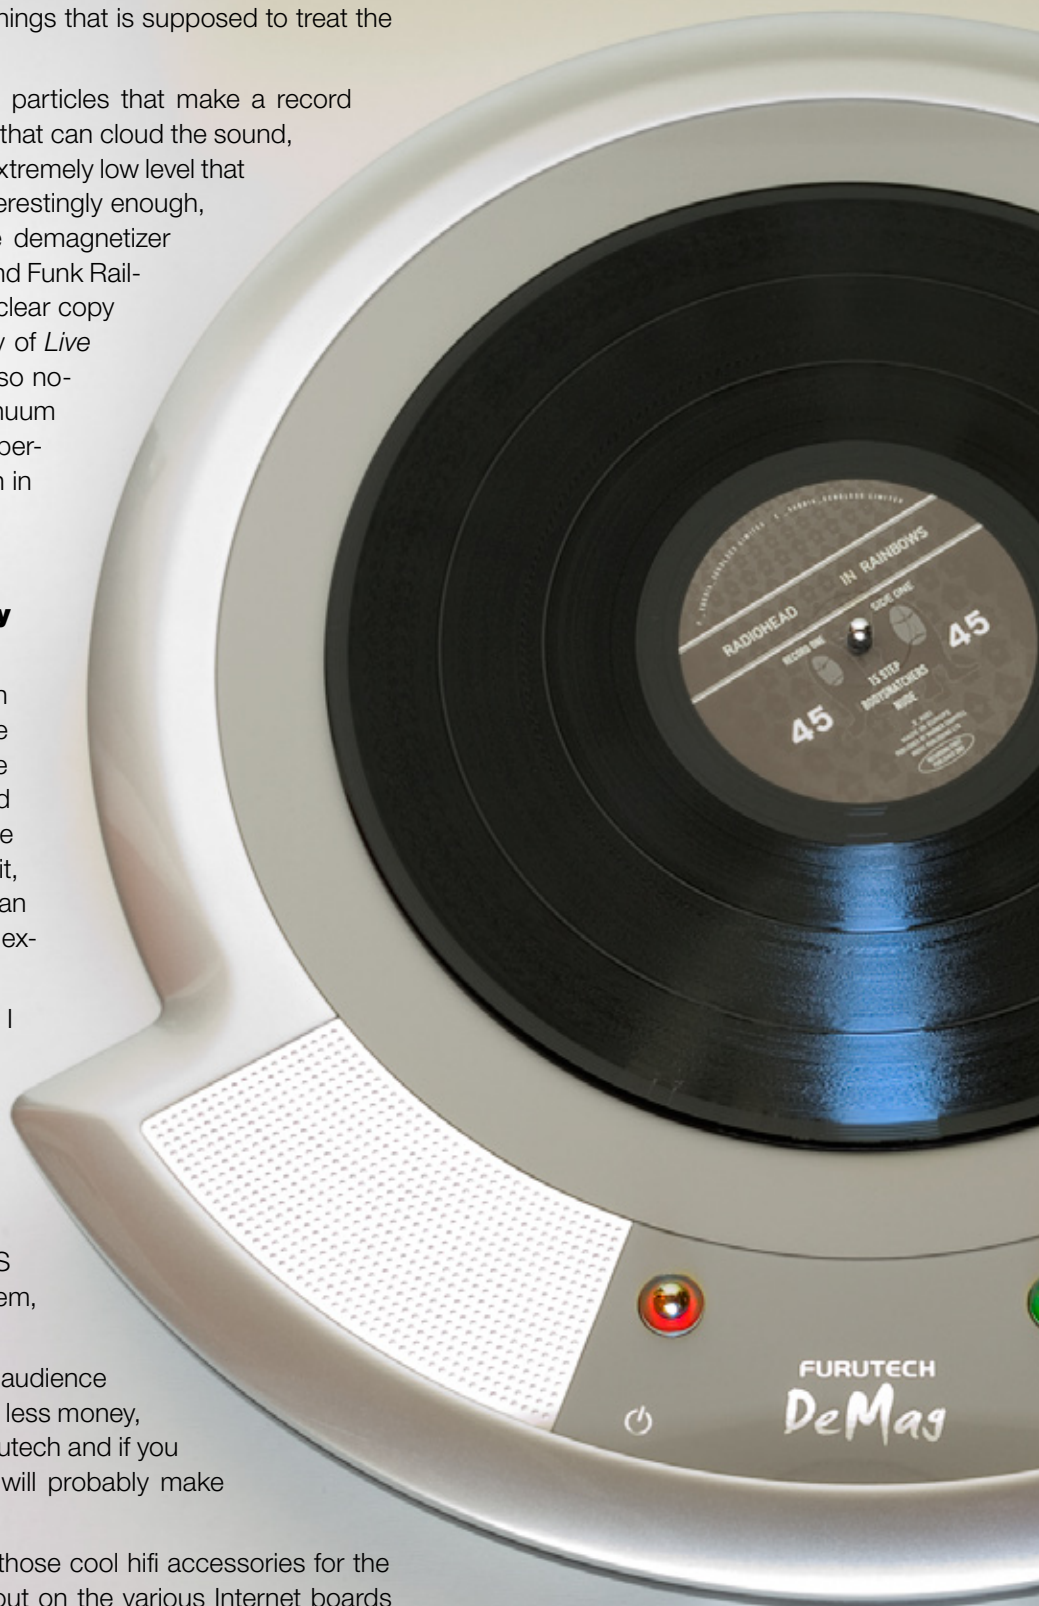 nings that is supposed to treat the
particles that make a record
that can cloud the sound,
xtremely low level that
erestingly enough,
e demagnetizer
nd Funk Rail-
clear copy
y of Live
so no-
nuum
per-
n in
y
n
e
e
d
e
it,
an
ex-
I
S
em,
audience
less money,
utech and if you
will probably make
those cool hifi accessories for the
out on the various Internet boards
RADIOHEAD IN RAINBOWS
RECORD ONE SIDE ONE
45 45
15 STEP
BODYSNATCHERS
NUDE
FURUTECH
DeMag